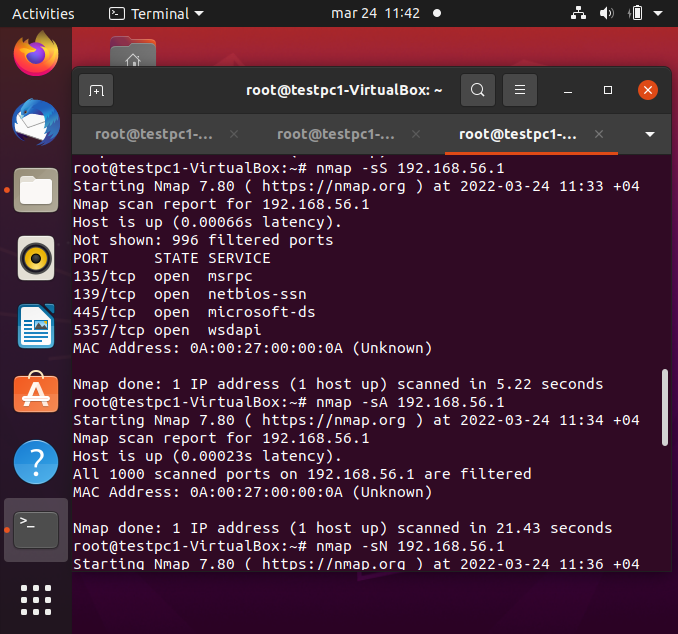 Activities
Terminal
mar 24 11:42
root@testpc1-VirtualBox: ~
root@testpc1-...
root@testpc1-...
root@testpc1-...
root@testpc1-VirtualBox:~# nmap -sS 192.168.56.1
Starting Nmap 7.80 ( https://nmap.org ) at 2022-03-24 11:33 +04
Nmap scan report for 192.168.56.1
Host is up (0.00066s latency).
Not shown: 996 filtered ports
PORT     STATE SERVICE
135/tcp  open  msrpc
139/tcp  open  netbios-ssn
445/tcp  open  microsoft-ds
5357/tcp open  wsdapi
MAC Address: 0A:00:27:00:00:0A (Unknown)
Nmap done: 1 IP address (1 host up) scanned in 5.22 seconds
root@testpc1-VirtualBox:~# nmap -sA 192.168.56.1
Starting Nmap 7.80 ( https://nmap.org ) at 2022-03-24 11:34 +04
Nmap scan report for 192.168.56.1
Host is up (0.00023s latency).
All 1000 scanned ports on 192.168.56.1 are filtered
MAC Address: 0A:00:27:00:00:0A (Unknown)
Nmap done: 1 IP address (1 host up) scanned in 21.43 seconds
root@testpc1-VirtualBox:~# nmap -sN 192.168.56.1
Starting Nmap 7.80 ( https://nmap.org ) at 2022-03-24 11:36 +04